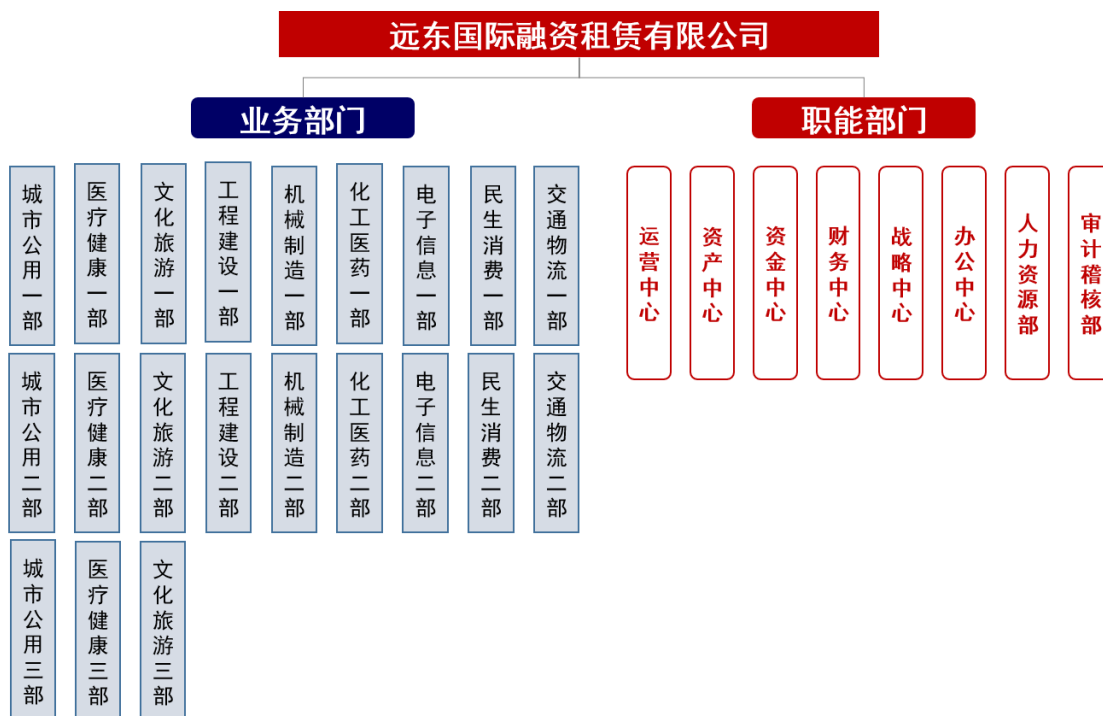 远东国际融资租赁有限公司
业务部门
职能部门
城市公用一部
医疗健康一部
文化旅游一部
工程建设一部
机械制造一部
化工医药一部
电子信息一部
民生消费一部
交通物流一部
运营中心
资产中心
资金中心
财务中心
战略中心
办公中心
人力资源部
审计稽核部
城市公用二部
医疗健康二部
文化旅游二部
工程建设二部
机械制造二部
化工医药二部
电子信息二部
民生消费二部
交通物流二部
城市公用三部
医疗健康三部
文化旅游三部